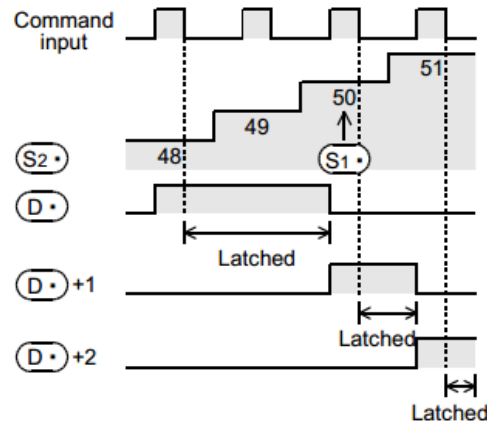 Command
input
48
49
50
51
S2 •
S1 •
D •
Latched
D • +1
Latched
D • +2
Latched